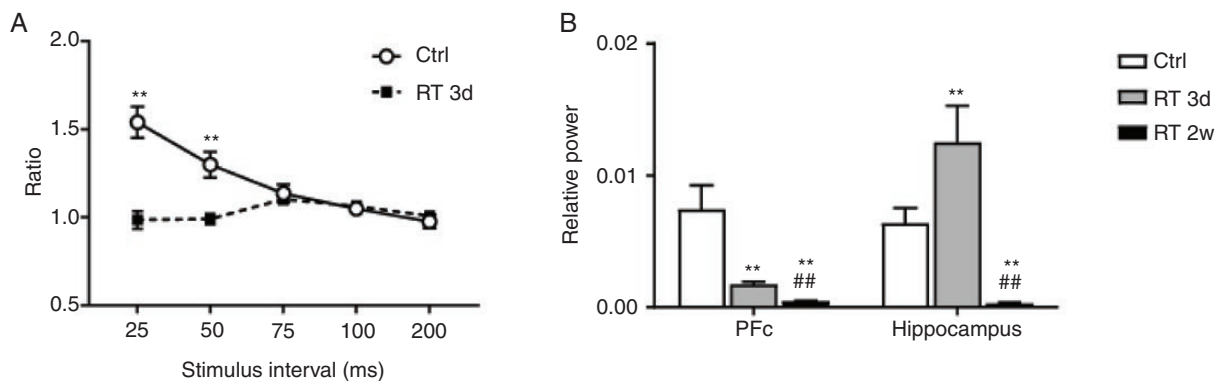 A
2.0
1.5
1.0
0.5
Ratio
**
**
Ctrl
RT 3d
25 50 75 100 200
Stimulus interval (ms)
B
0.02
0.01
0.00
Relative power
**
**
##
**
**
##
PFc Hippocampus
Ctrl
RT 3d
RT 2w